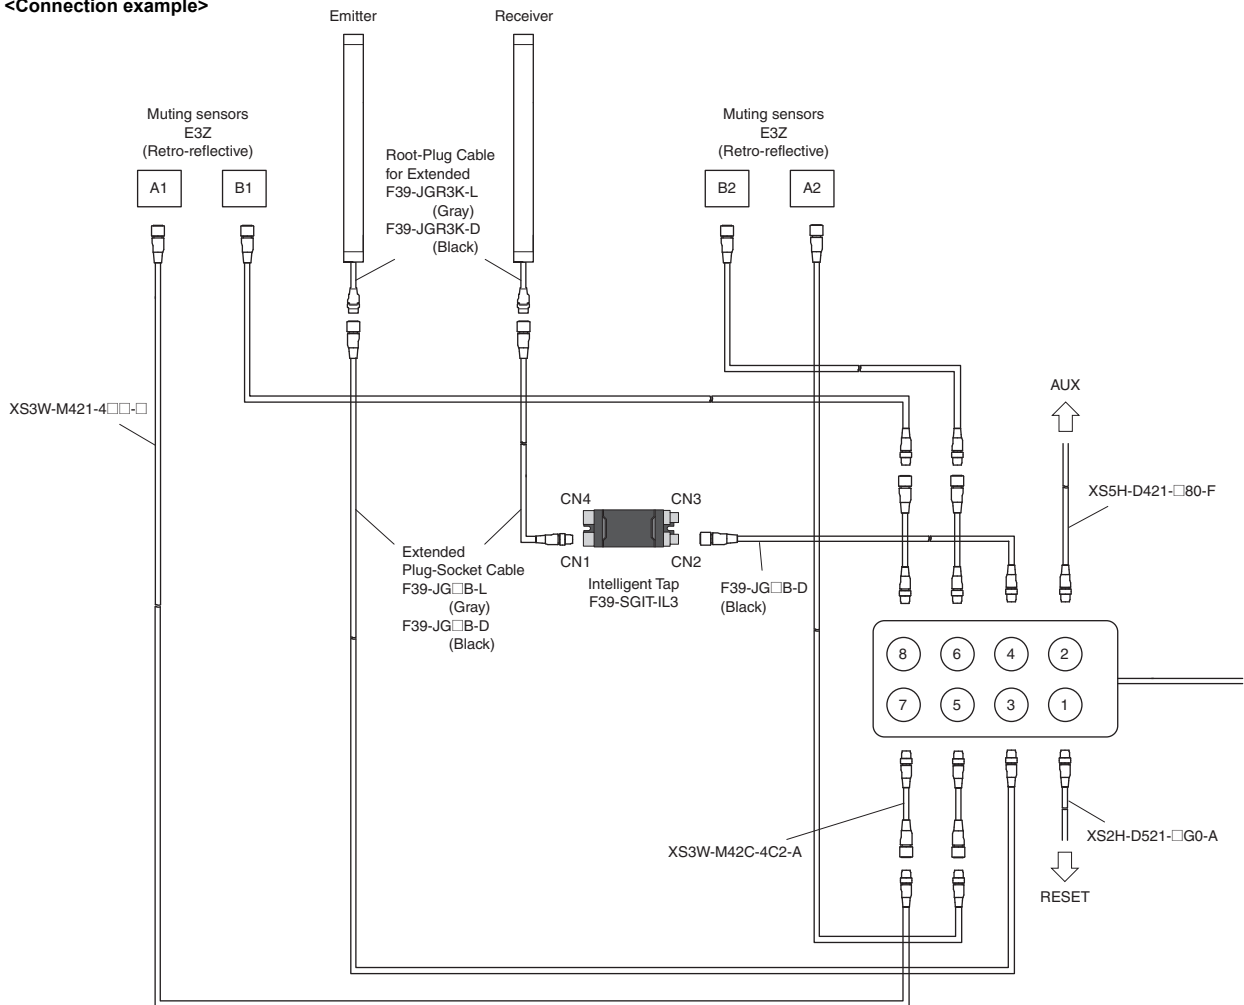 <Connection example>
Emitter
Receiver
Muting sensors
E3Z
(Retro-reflective)
A1
B1
Root-Plug Cable
for Extended
F39-JGR3K-L
(Gray)
F39-JGR3K-D
(Black)
Muting sensors
E3Z
(Retro-reflective)
B2
A2
XS3W-M421-4□□-□
AUX
XS5H-D421-□80-F
CN4
CN3
CN1
CN2
Intelligent Tap
F39-SGIT-IL3
Extended
Plug-Socket Cable
F39-JG□B-L
(Gray)
F39-JG□B-D
(Black)
F39-JG□B-D
(Black)
8
6
4
2
7
5
3
1
XS3W-M42C-4C2-A
XS2H-D521-□G0-A
RESET